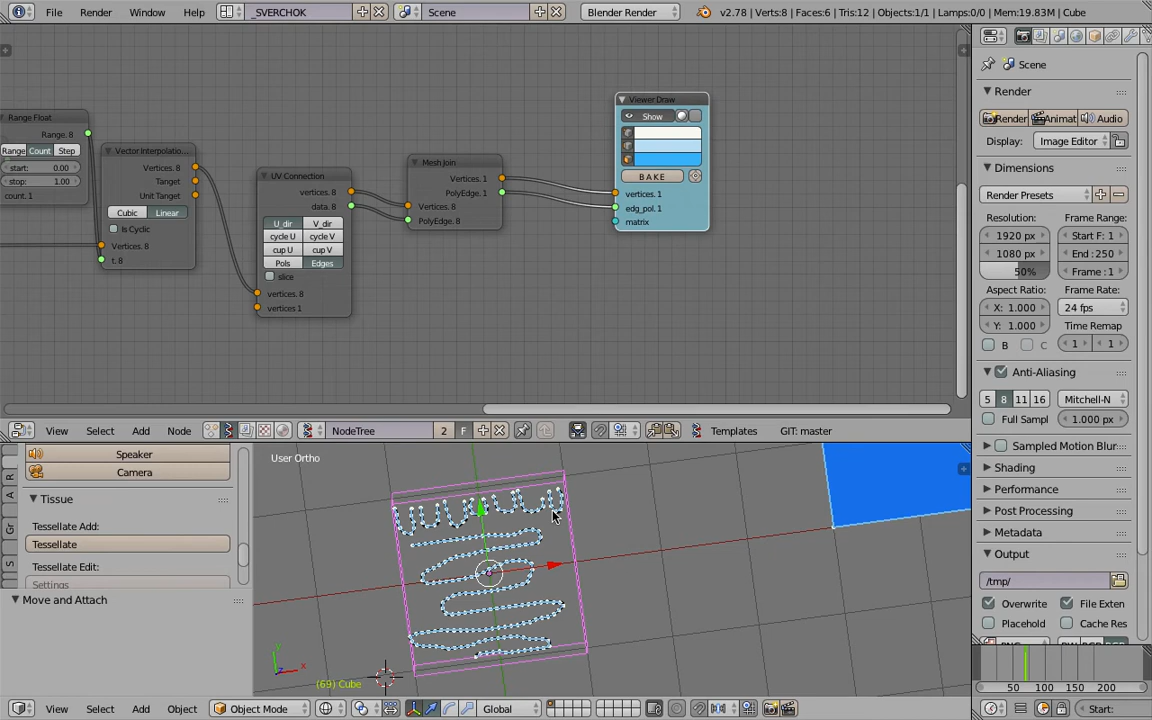 File Render Window Help _SVERCHOK Scene Blender Render v2.78 | Verts:8 | Faces:6 | Tris:12 | Objects:1/1 | Lamps:0/0 | Mem:19.83M | Cube
Range Float
Range. 8
Range Count Step
start: 0.00
stop: 1.00
count. 1
Vector Interpolatio...
Vertices. 8
Target
Unit Target
Cubic Linear
Is Cyclic
Vertices. 8
t. 8
UV Connection
vertices. 8
data. 8
U_dir V_dir
cycle U cycle V
cup U cup V
Pols Edges
slice
vertices. 8
vertices 1
Mesh Join
Vertices. 1
PolyEdge. 1
Vertices. 8
PolyEdge. 8
Viewer Draw
Show
BAKE
vertices. 1
edg_pol. 1
matrix
View Select Add Node NodeTree 2 F Templates GIT: master
Speaker
Camera
Tissue
Tessellate Add:
Tessellate
Tessellate Edit:
Settings
Move and Attach
R
A
Gr
S
User Ortho
(69) Cube
View Select Add Object Object Mode Global
Scene
Render
Render Animat Audio
Display: Image Editor
Dimensions
Render Presets
Resolution: Frame Range:
1920 px Start F: 1
1080 px End :250
50% Frame : 1
Aspect Ratio: Frame Rate:
X: 1.000 24 fps
Y: 1.000 Time Remap
B C 1 1
Anti-Aliasing
5 8 11 16 Mitchell-N
Full Sampl 1.000 px
Sampled Motion Blur
Shading
Performance
Metadata
Post Processing
Output
/tmp/
Overwrite File Exten
Placehold Cache Res
50 100 150 200
Start: